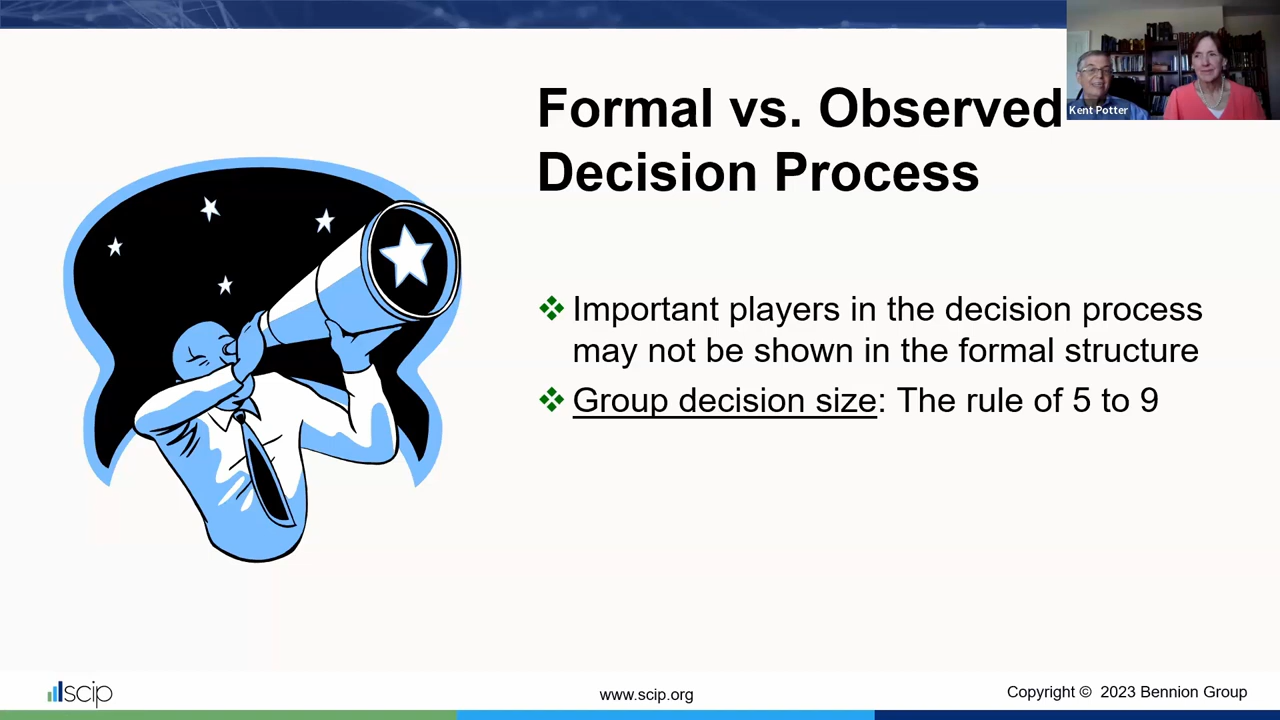 Kent Potter
Formal vs. Observed
Decision Process
Important players in the decision process
may not be shown in the formal structure
Group decision size: The rule of 5 to 9
scip
www.scip.org
Copyright © 2023 Bennion Group